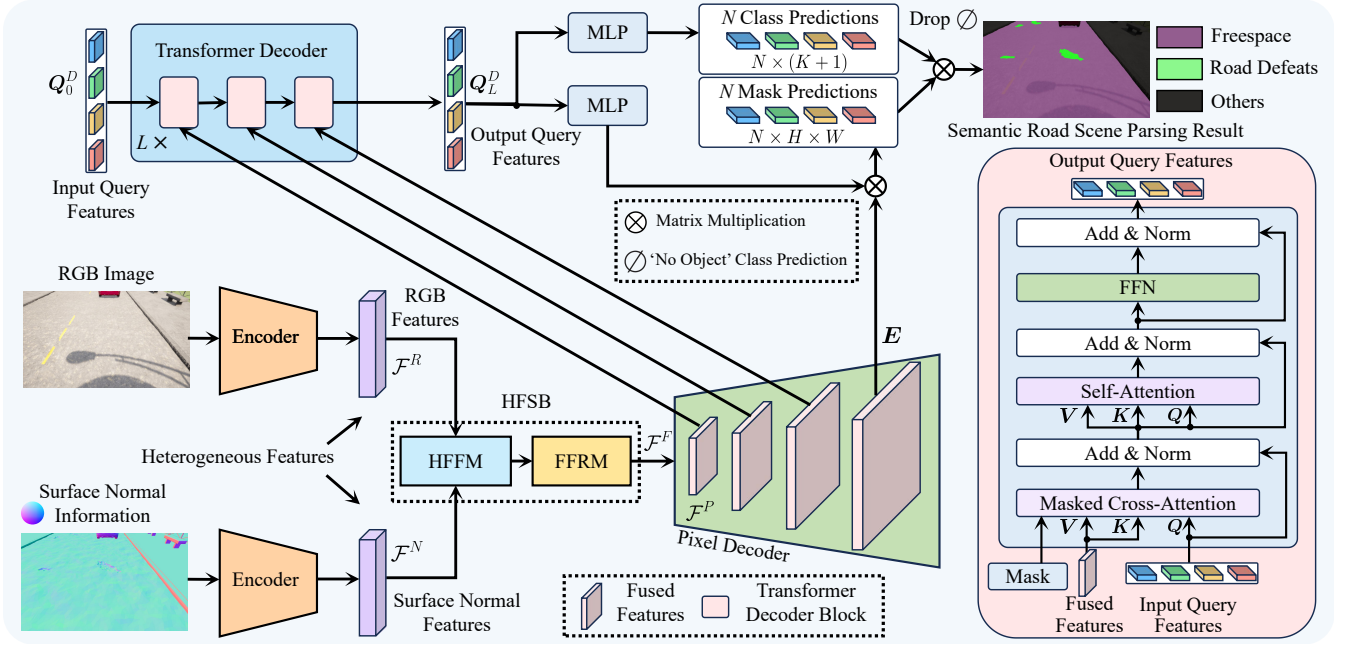 Transformer Decoder
Q_0^D
L ×
Input Query
Features
Q_L^D
Output Query
Features
MLP
MLP
N Class Predictions
N × (K + 1)
N Mask Predictions
N × H × W
Drop ∅
Freespace
Road Defeats
Others
Semantic Road Scene Parsing Result
⊗ Matrix Multiplication
∅ ‘No Object’ Class Prediction
RGB Image
Encoder
RGB
Features
F^R
Heterogeneous Features
Surface Normal
Information
Encoder
F^N
Surface Normal
Features
HFSB
HFFM
FFRM
F^F
F^P
Pixel Decoder
E
Fused
Features
Transformer
Decoder Block
Output Query Features
Add & Norm
FFN
Add & Norm
Self-Attention
V K Q
Add & Norm
Masked Cross-Attention
V K Q
Mask
Fused
Features
Input Query
Features